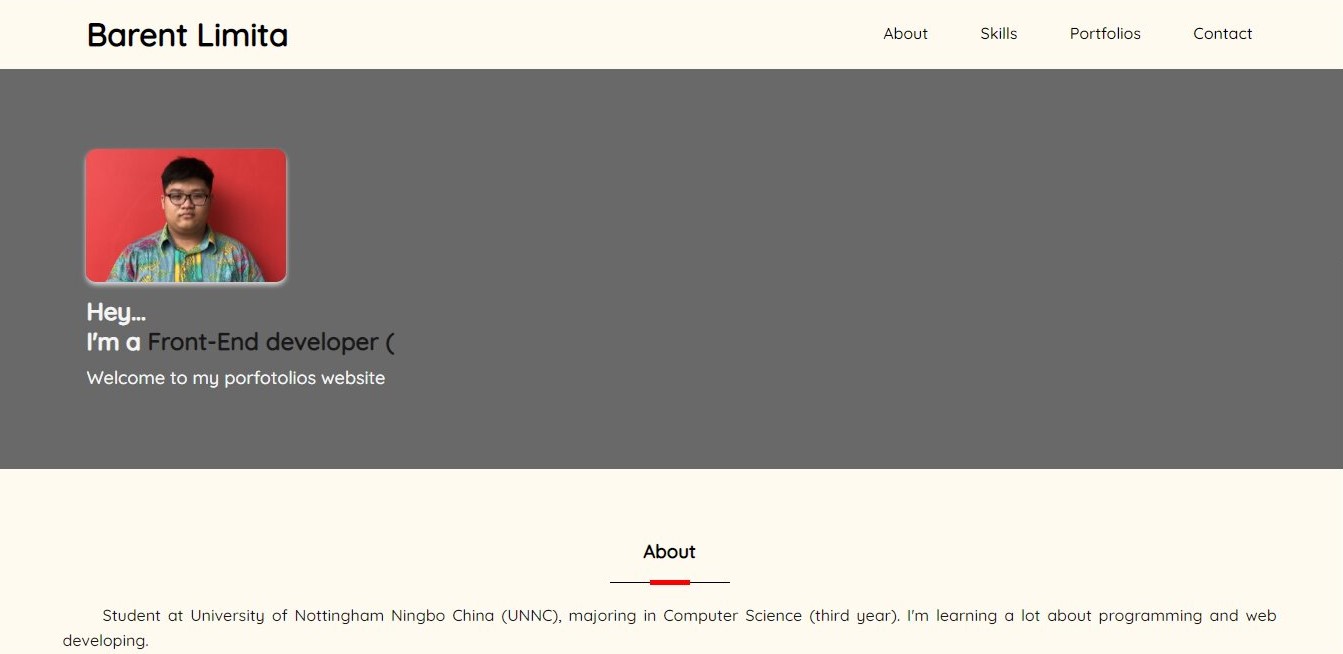 Barent Limita
About Skills Portfolios Contact
Hey...
I'm a Front-End developer (
Welcome to my porfotolios website
About
Student at University of Nottingham Ningbo China (UNNC), majoring in Computer Science (third year). I'm learning a lot about programming and web
developing.